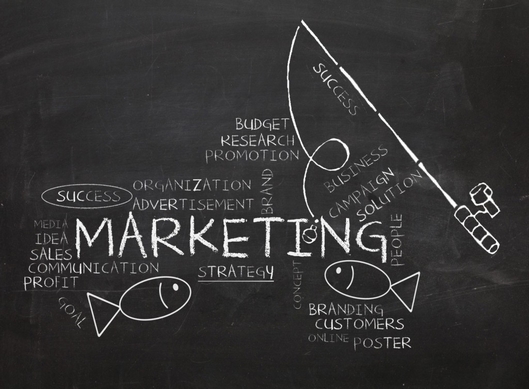 SUCCESS
BUDGET
RESEARCH
PROMOTION
BUSINESS
CAMPAIGN
SOLUTION
BRAND
SUCCESS
ORGANIZATION
ADVERTISEMENT
MARKETING
MEDIA
IDEA
SALES
COMMUNICATION
PROFIT
GOAL
STRATEGY
PEOPLE
CONCEPT
BRANDING
CUSTOMERS
ONLINE POSTER